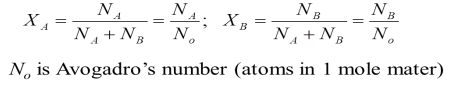 X_A = N_A / (N_A + N_B) = N_A / N_o ;  X_B = N_B / (N_A + N_B) = N_B / N_o
N_o is Avogadro's number (atoms in 1 mole mater)